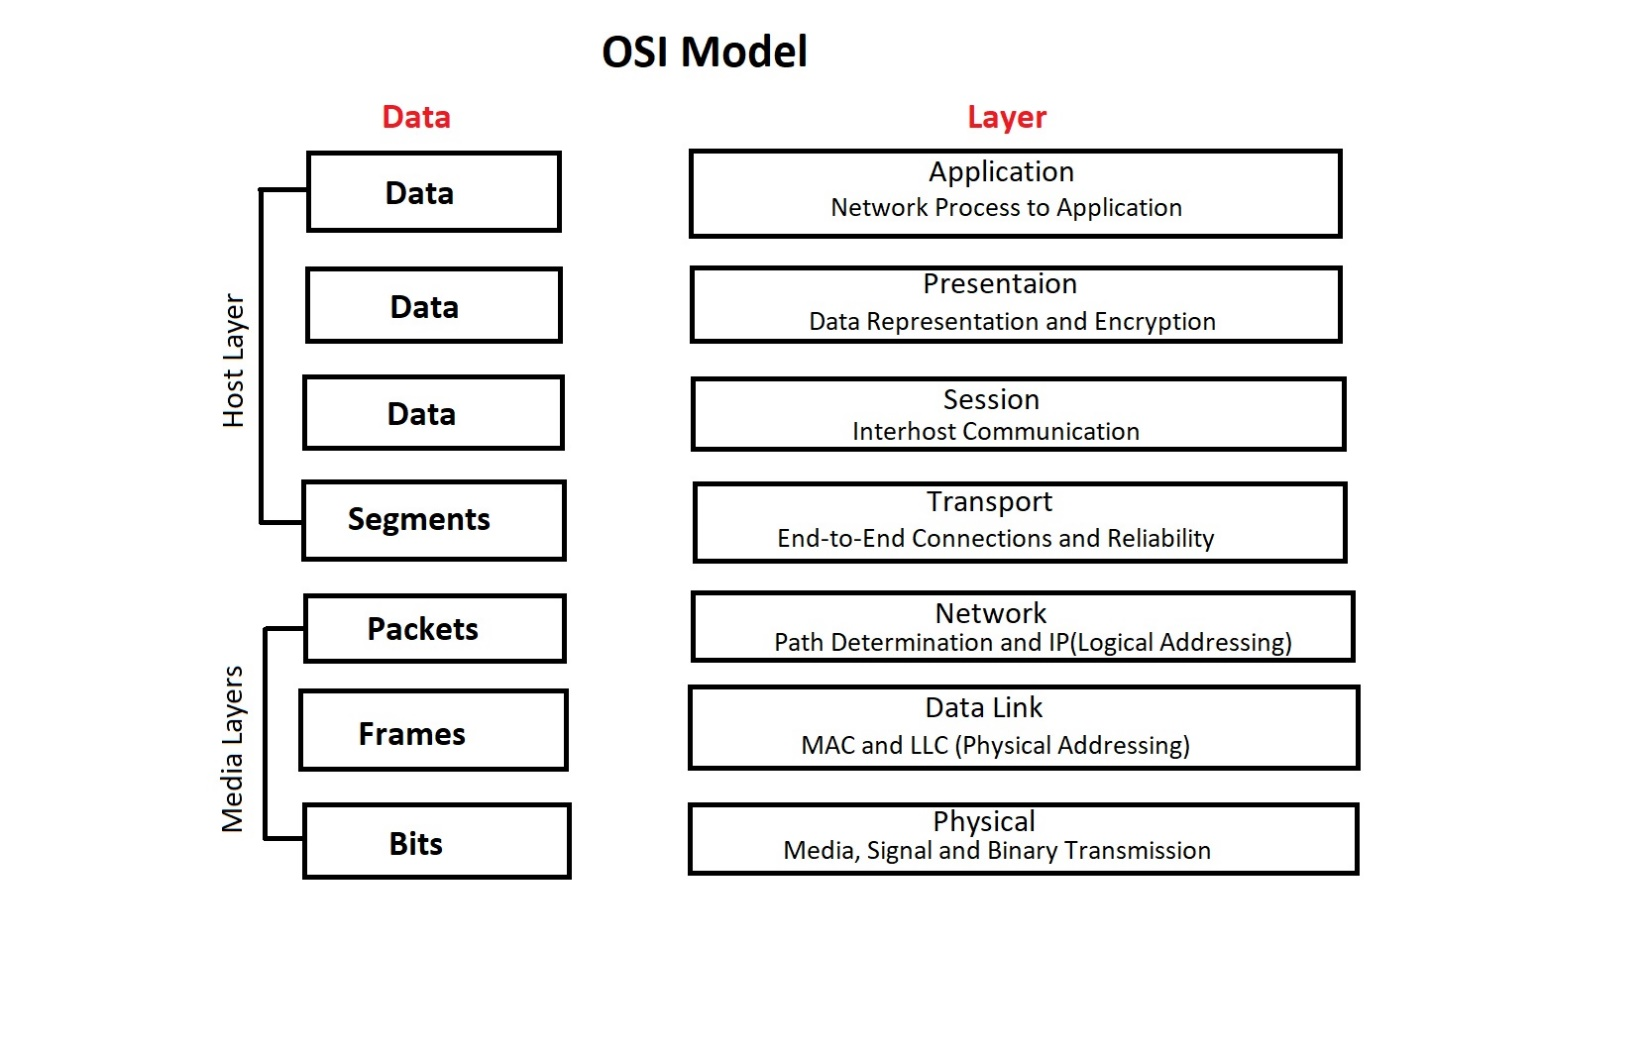 OSI Model
Data
Layer
Data
Application
Network Process to Application
Data
Presentaion
Data Representation and Encryption
Data
Session
Interhost Communication
Segments
Transport
End-to-End Connections and Reliability
Host Layer
Packets
Network
Path Determination and IP(Logical Addressing)
Frames
Data Link
MAC and LLC (Physical Addressing)
Bits
Physical
Media, Signal and Binary Transmission
Media Layers